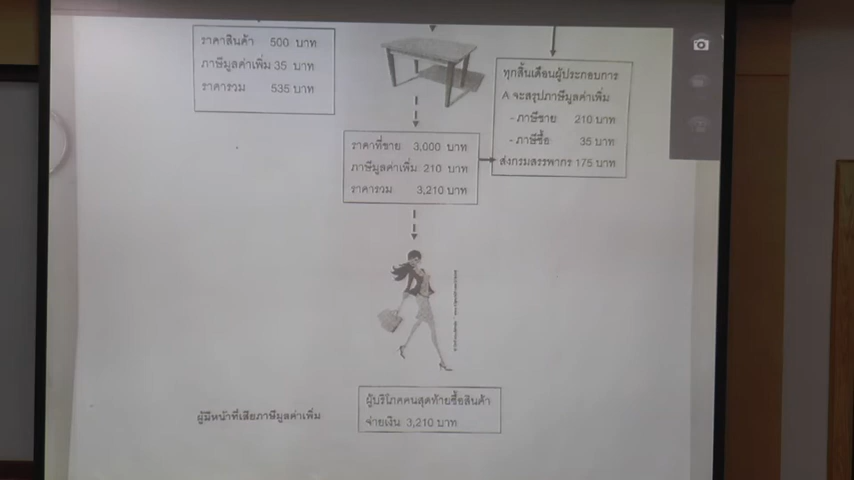 ราคาสินค้า 500 บาท
ภาษีมูลค่าเพิ่ม 35 บาท
ราคารวม 535 บาท
ทุกสิ้นเดือนผู้ประกอบการ
A จะสรุปภาษีมูลค่าเพิ่ม
- ภาษีขาย 210 บาท
- ภาษีซื้อ 35 บาท
ส่งกรมสรรพากร 175 บาท
ราคาที่ขาย 3,000 บาท
ภาษีมูลค่าเพิ่ม 210 บาท
ราคารวม 3,210 บาท
ผู้มีหน้าที่เสียภาษีมูลค่าเพิ่ม
ผู้บริโภคคนสุดท้ายซื้อสินค้า
จ่ายเงิน 3,210 บาท